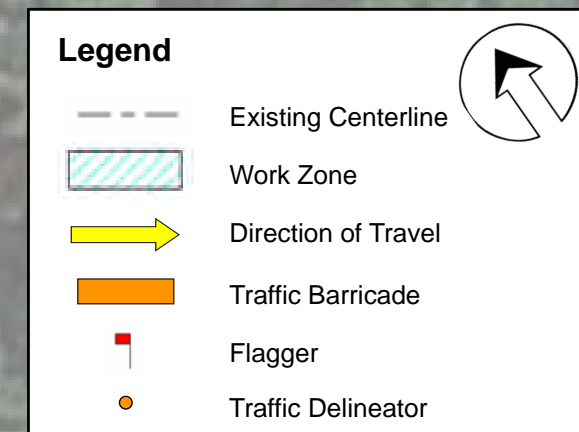 Legend
Existing Centerline
Work Zone
Direction of Travel
Traffic Barricade
Flagger
Traffic Delineator